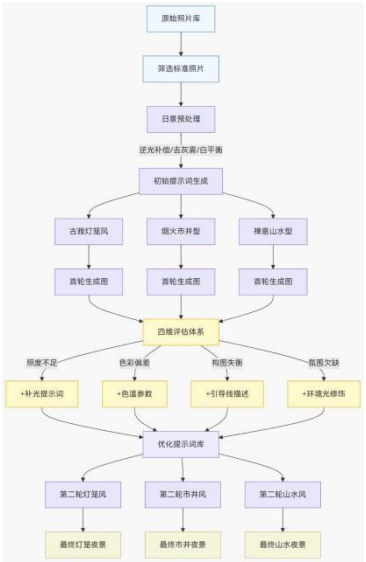 原始照片库
筛选标准照片
日景预处理
逆光补偿/去灰雾/白平衡
初始提示词生成
古雅灯笼风
烟火市井型
禅意山水型
首轮生成图
首轮生成图
首轮生成图
四维评估体系
照度不足
色彩偏差
构图失衡
氛围欠缺
+补光提示词
+色温参数
+引导线描述
+环境光修饰
优化提示词库
第二轮灯笼风
第二轮市井风
第二轮山水风
最终灯笼夜景
最终市井夜景
最终山水夜景